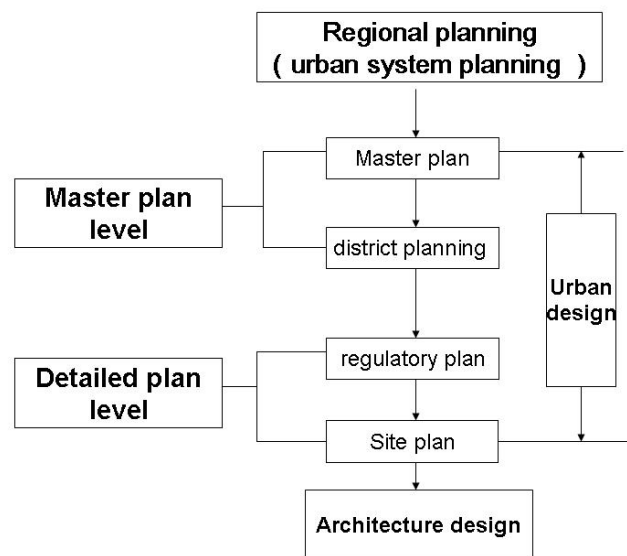 Regional planning
( urban system planning )
Master plan
Master plan
level
district planning
Urban
design
regulatory plan
Detailed plan
level
Site plan
Architecture design